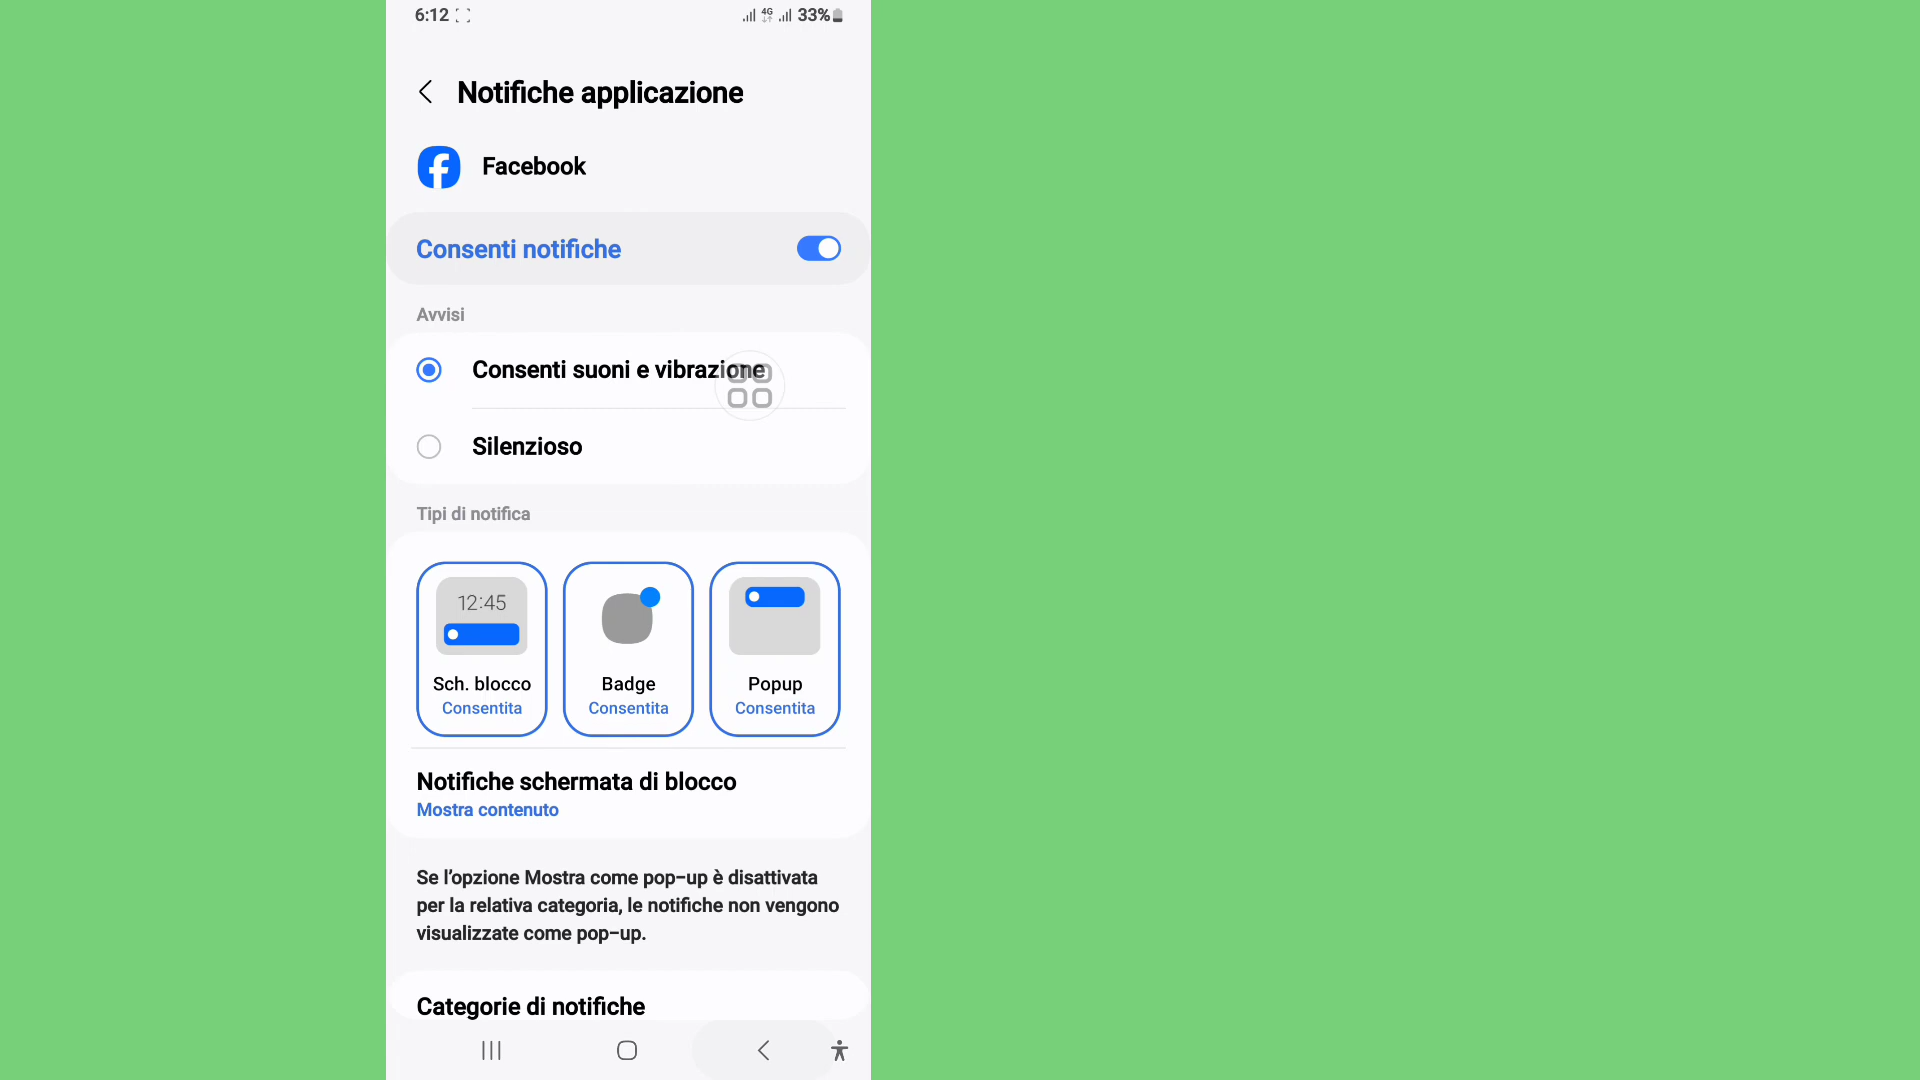 6:12 4G 33%
Notifiche applicazione
Facebook
Consenti notifiche
Avvisi
Consenti suoni e vibrazione
Silenzioso
Tipi di notifica
12:45
Sch. blocco Badge Popup
Consentita Consentita Consentita
Notifiche schermata di blocco
Mostra contenuto
Se l’opzione Mostra come pop-up è disattivata
per la relativa categoria, le notifiche non vengono
visualizzate come pop-up.
Categorie di notifiche